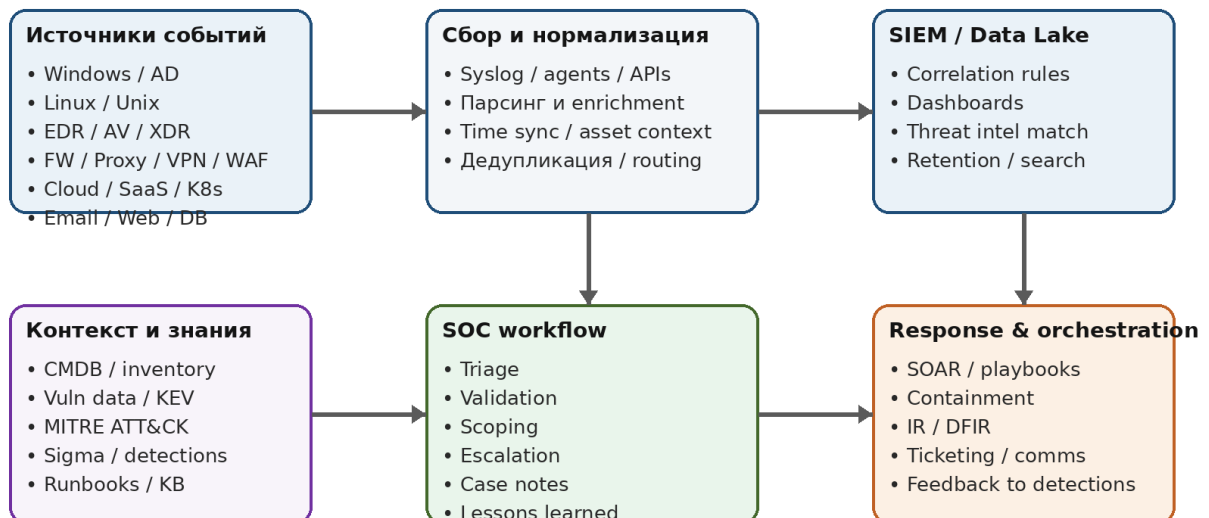 Источники событий
• Windows / AD
• Linux / Unix
• EDR / AV / XDR
• FW / Proxy / VPN / WAF
• Cloud / SaaS / K8s
• Email / Web / DB
Сбор и нормализация
• Syslog / agents / APIs
• Парсинг и enrichment
• Time sync / asset context
• Дедупликация / routing
SIEM / Data Lake
• Correlation rules
• Dashboards
• Threat intel match
• Retention / search
Контекст и знания
• CMDB / inventory
• Vuln data / KEV
• MITRE ATT&CK
• Sigma / detections
• Runbooks / KB
SOC workflow
• Triage
• Validation
• Scoping
• Escalation
• Case notes
• Lessons learned
Response & orchestration
• SOAR / playbooks
• Containment
• IR / DFIR
• Ticketing / comms
• Feedback to detections